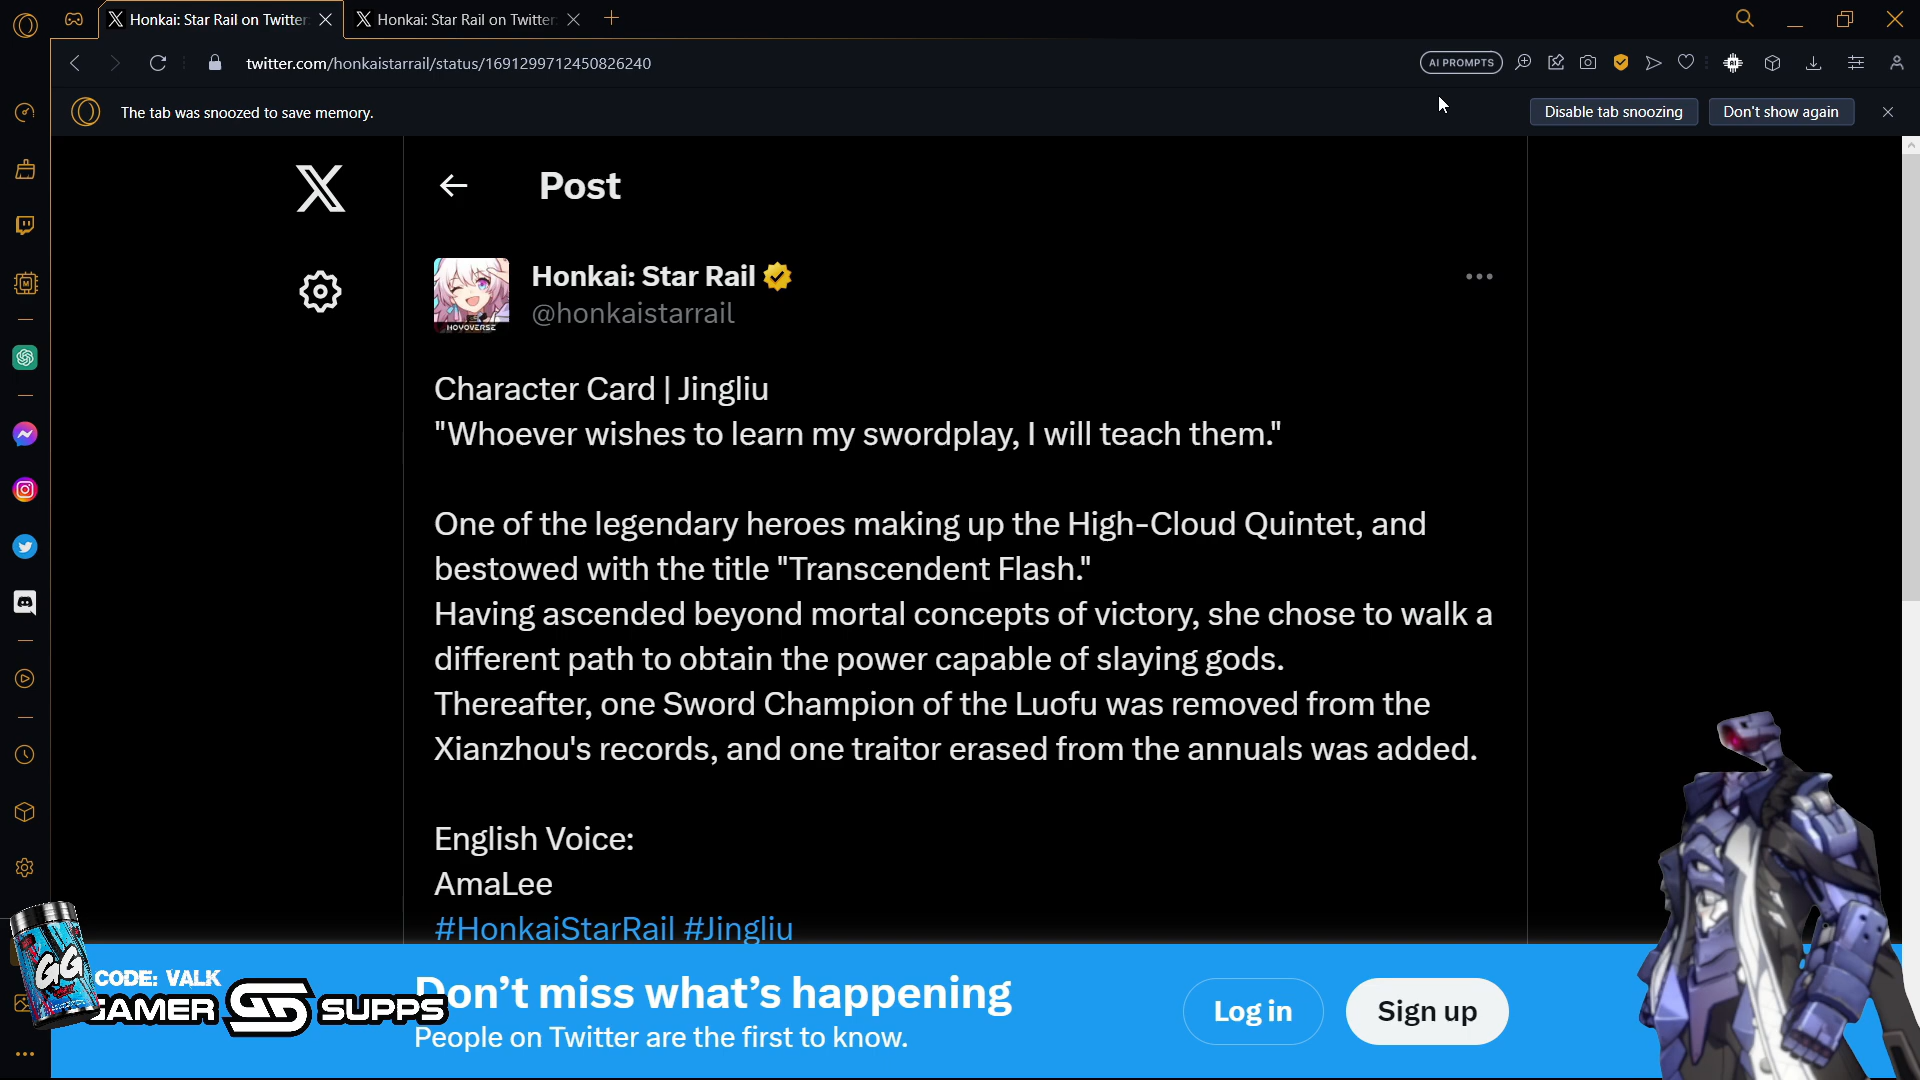 Honkai: Star Rail on Twitter
Honkai: Star Rail on Twitter
twitter.com/honkaistarrail/status/1691299712450826240
AI PROMPTS
The tab was snoozed to save memory.
Disable tab snoozing
Don't show again
Post
Honkai: Star Rail
@honkaistarrail
HOYOVERSE
Character Card | Jingliu
"Whoever wishes to learn my swordplay, I will teach them."
One of the legendary heroes making up the High-Cloud Quintet, and
bestowed with the title "Transcendent Flash."
Having ascended beyond mortal concepts of victory, she chose to walk a
different path to obtain the power capable of slaying gods.
Thereafter, one Sword Champion of the Luofu was removed from the
Xianzhou's records, and one traitor erased from the annuals was added.
English Voice:
AmaLee
#HonkaiStarRail #Jingliu
GG
CODE: VALK
GAMER SUPPS
Don't miss what's happening
People on Twitter are the first to know.
Log in
Sign up